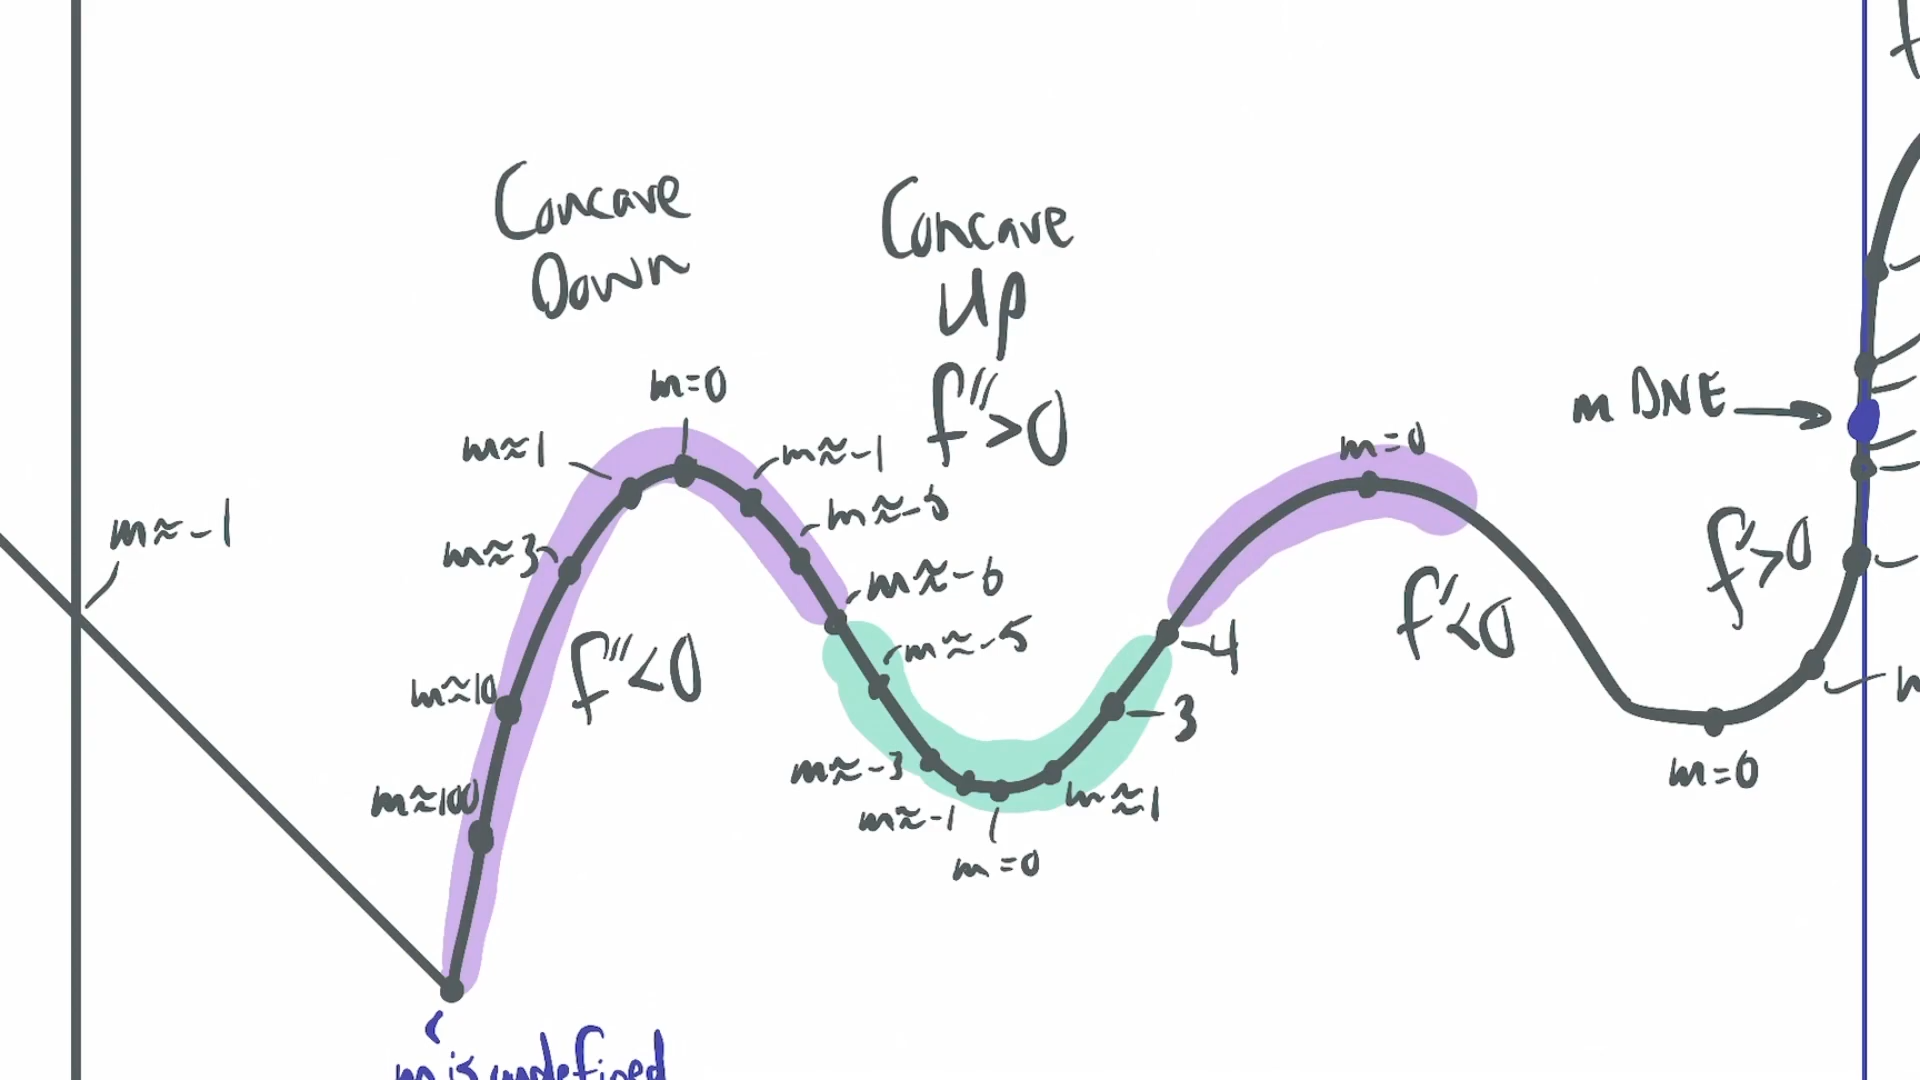 Concave
Down
Concave
Up
f''>0
m=0
m≈1
m≈-1
m≈3
m≈-6
m≈-1
m≈-5
f''<0
m≈10
m≈100
m≈-3
m≈-1
m=0
m≈1
3
4
m=0
f'<0
m DNE
f'>0
m=0
m is undefined